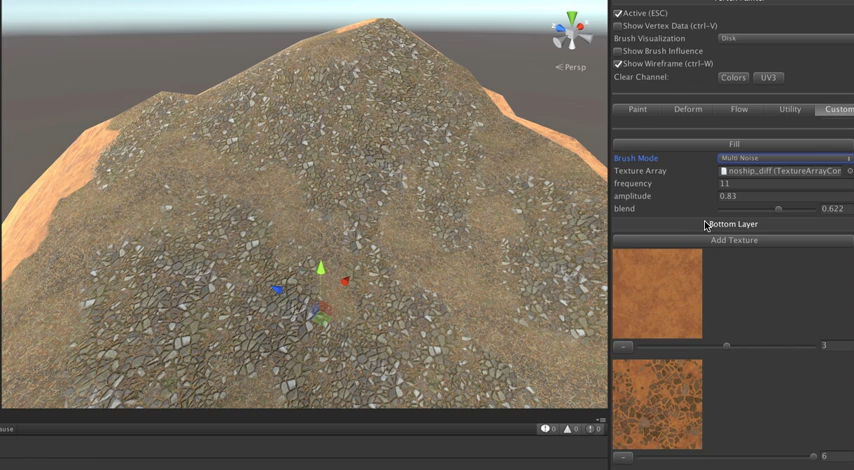 Active (ESC)
Show Vertex Data (ctrl-V)
Brush Visualization Disk
Show Brush Influence
Show Wireframe (ctrl-W)
Clear Channel: Colors UV3
Persp
Paint Deform Flow Utility Custom
Fill
Brush Mode Multi Noise
Texture Array noship_diff (TextureArrayCor
frequency 11
amplitude 0.83
blend 0.622
Bottom Layer
Add Texture
3
6
ause 0 0 0